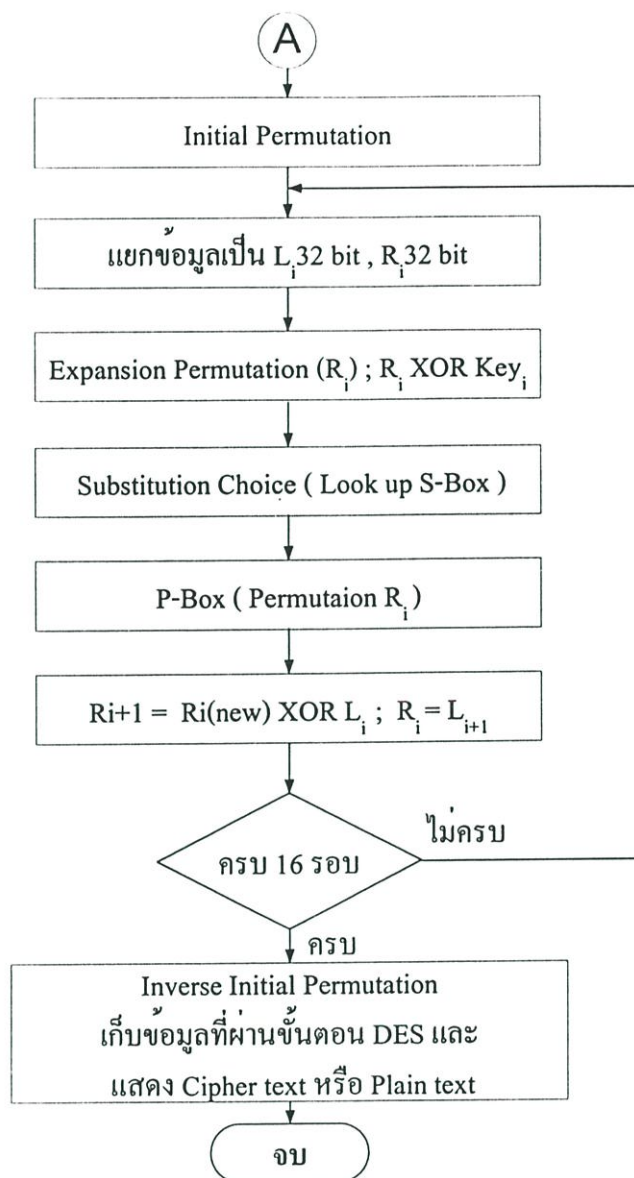 A
Initial Permutation
แยกข้อมูลเป็น Lᵢ32 bit , Rᵢ32 bit
Expansion Permutation (Rᵢ) ; Rᵢ XOR Keyᵢ
Substitution Choice ( Look up S-Box )
P-Box ( Permutaion Rᵢ)
Ri+1 = Ri(new) XOR Lᵢ ; Rᵢ = Lᵢ₊₁
ไม่ครบ
ครบ 16 รอบ
ครบ
Inverse Initial Permutation
เก็บข้อมูลที่ผ่านขั้นตอน DES และ
แสดง Cipher text หรือ Plain text
จบ